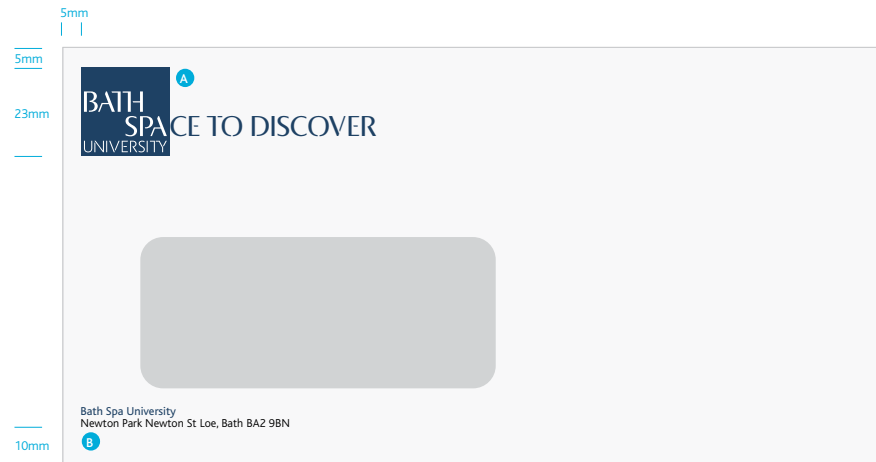 5mm
5mm
A
23mm
BATH
SPACE TO DISCOVER
UNIVERSITY
Bath Spa University
Newton Park Newton St Loe, Bath BA2 9BN
B
10mm